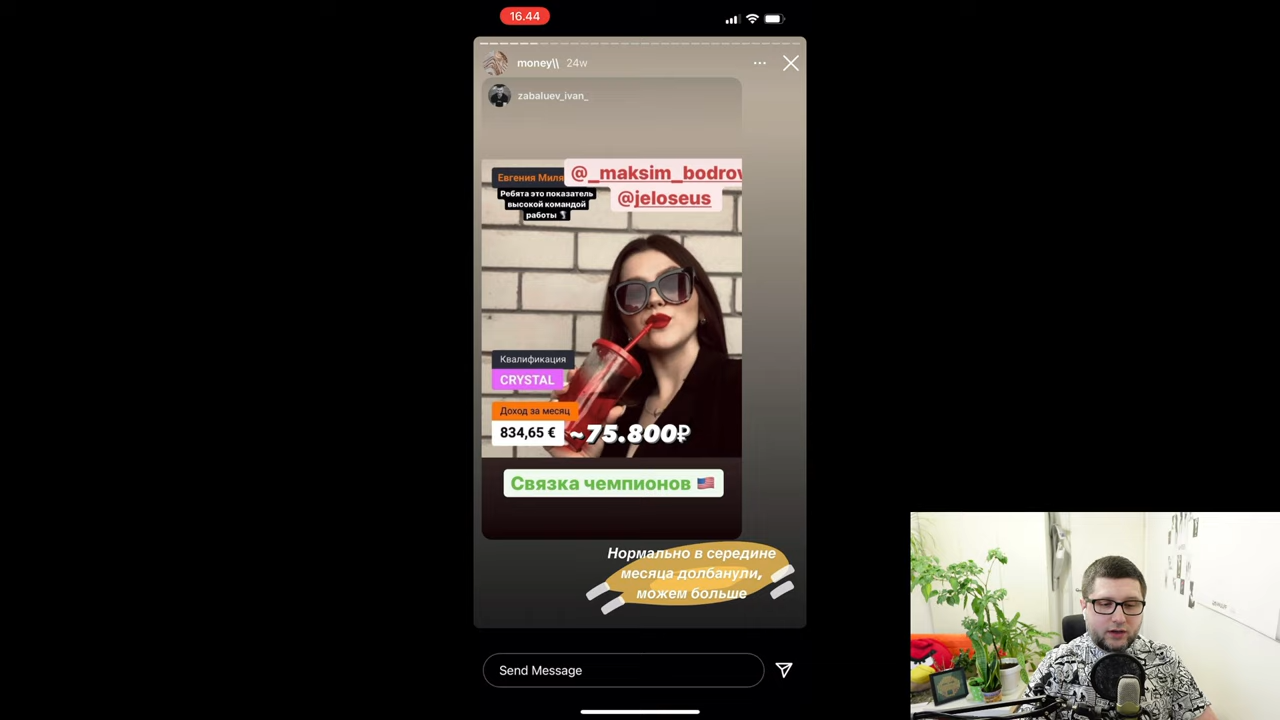 16.44
money\\ 24w
zabaluev_ivan_
Евгения Миля
@_maksim_bodrov
@jeloseus
Ребята это показатель
высокой командой
работы
Квалификация
CRYSTAL
Доход за месяц
834,65 €
~75.800₽
Связка чемпионов
Нормально в середине
месяца долбанули,
можем больше
Send Message